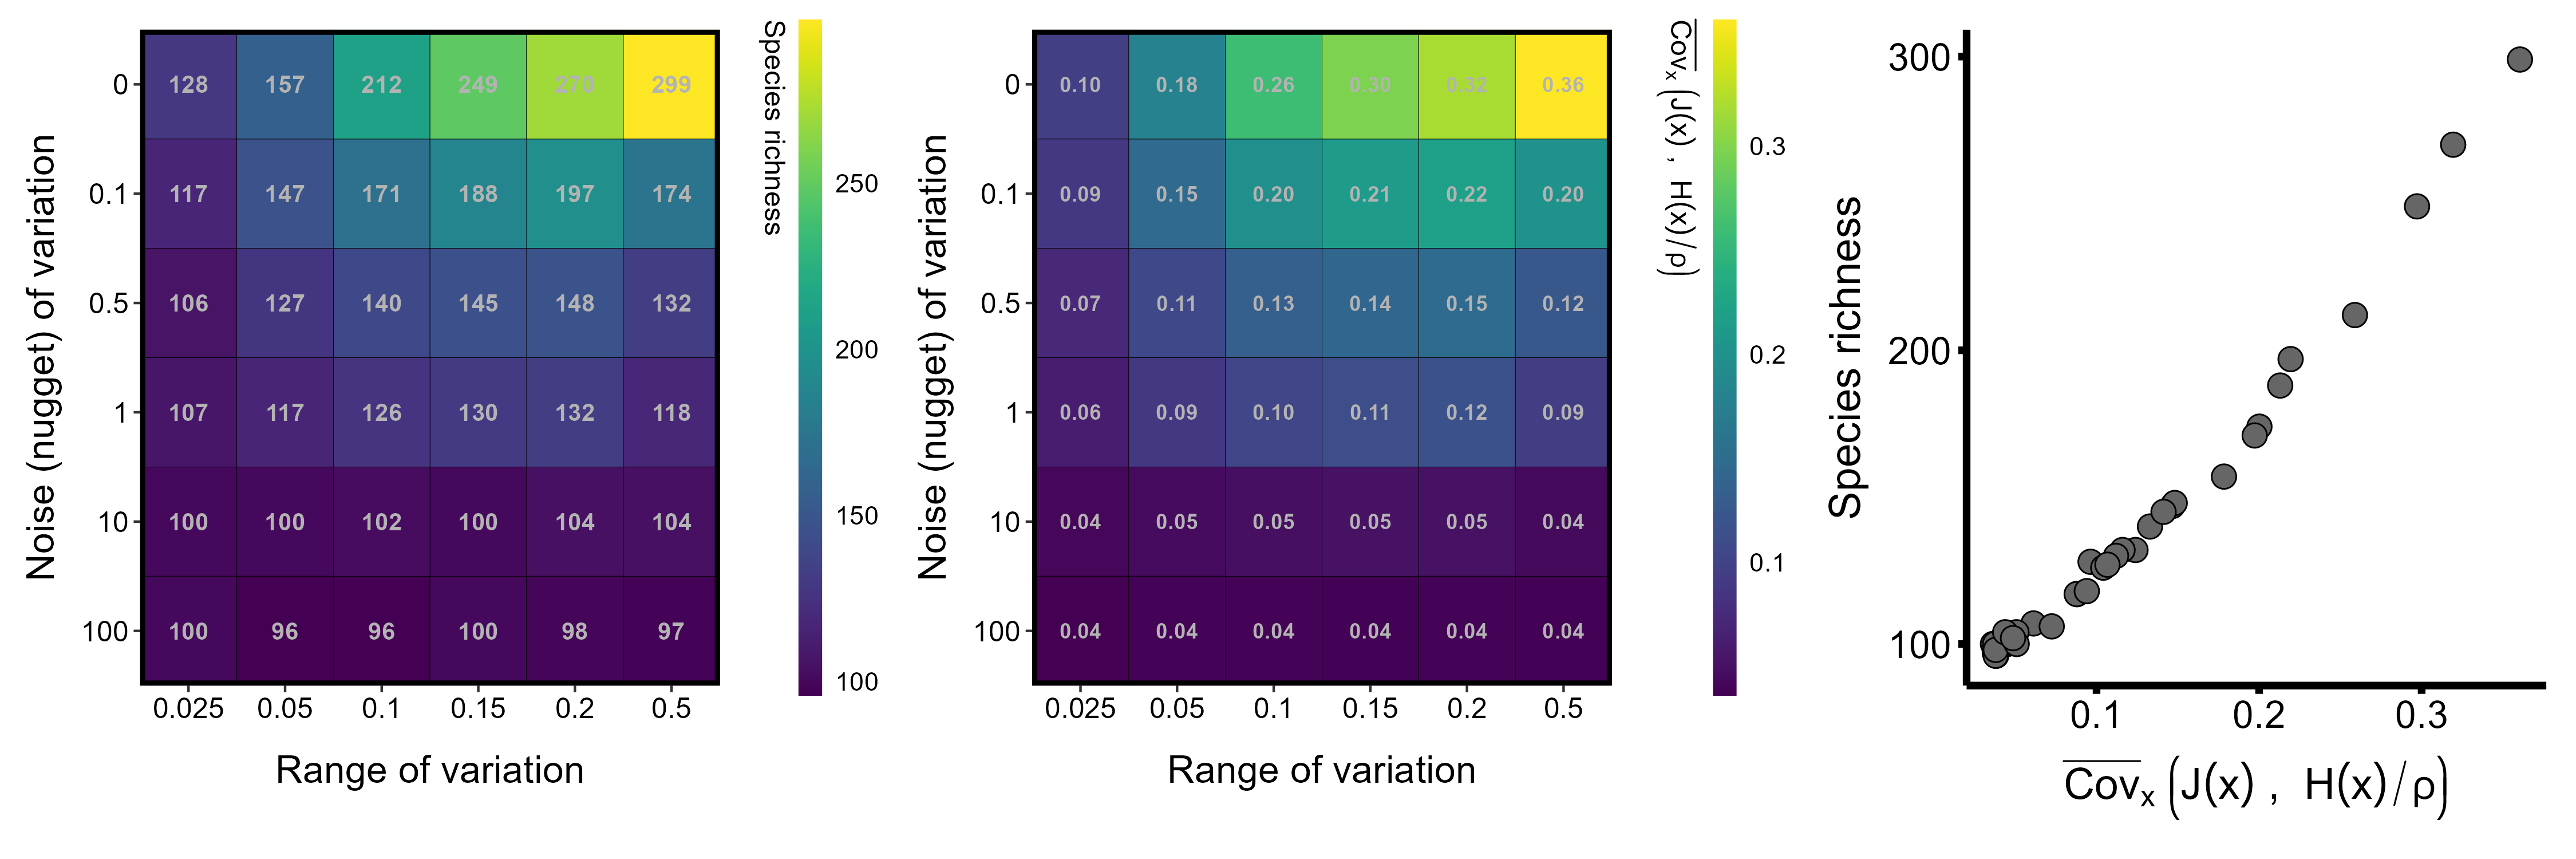 Noise (nugget) of variation
0
0.1
0.5
1
10
100
128 157 212 249 270 299
117 147 171 188 197 174
106 127 140 145 148 132
107 117 126 130 132 118
100 100 102 100 104 104
100 96 96 100 98 97
0.025 0.05 0.1 0.15 0.2 0.5
Range of variation
Species richness
250
200
150
100
Noise (nugget) of variation
0
0.1
0.5
1
10
100
0.10 0.18 0.26 0.30 0.32 0.36
0.09 0.15 0.20 0.21 0.22 0.20
0.07 0.11 0.13 0.14 0.15 0.12
0.06 0.09 0.10 0.11 0.12 0.09
0.04 0.05 0.05 0.05 0.05 0.04
0.04 0.04 0.04 0.04 0.04 0.04
0.025 0.05 0.1 0.15 0.2 0.5
Range of variation
Cov̅ₓ (J(x) , H(x)/ρ)
0.3
0.2
0.1
Species richness
300
200
100
0.1 0.2 0.3
Cov̅ₓ (J(x) , H(x)/ρ)